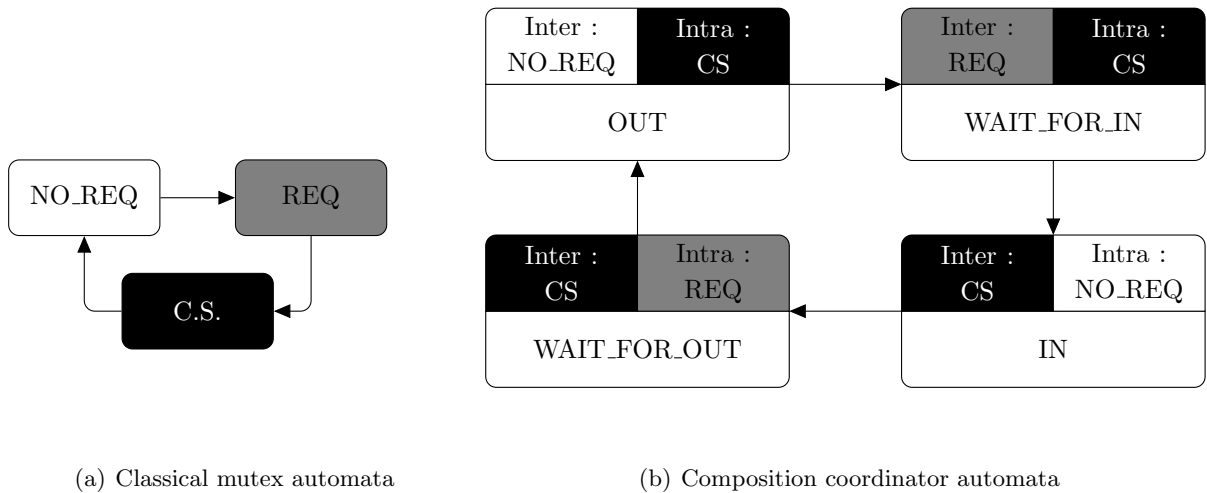 NO_REQ
REQ
C.S.
(a) Classical mutex automata
Inter :
NO_REQ
Intra :
CS
OUT
Inter :
REQ
Intra :
CS
WAIT_FOR_IN
Inter :
CS
Intra :
REQ
WAIT_FOR_OUT
Inter :
CS
Intra :
NO_REQ
IN
(b) Composition coordinator automata